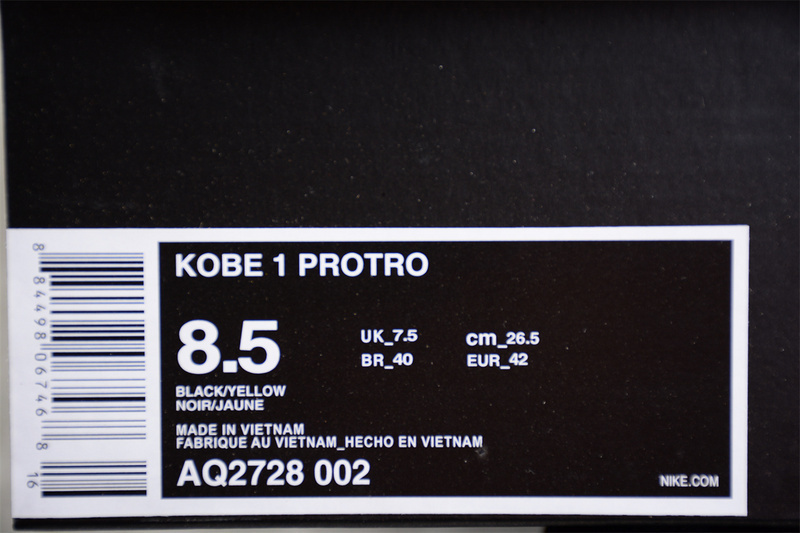 KOBE 1 PROTRO
8.5
UK_7.5
cm_26.5
BR_40
EUR_42
BLACK/YELLOW
NOIR/JAUNE
MADE IN VIETNAM
FABRIQUE AU VIETNAM_HECHO EN VIETNAM
AQ2728 002
NIKE.COM
8 84498 06746 8
16